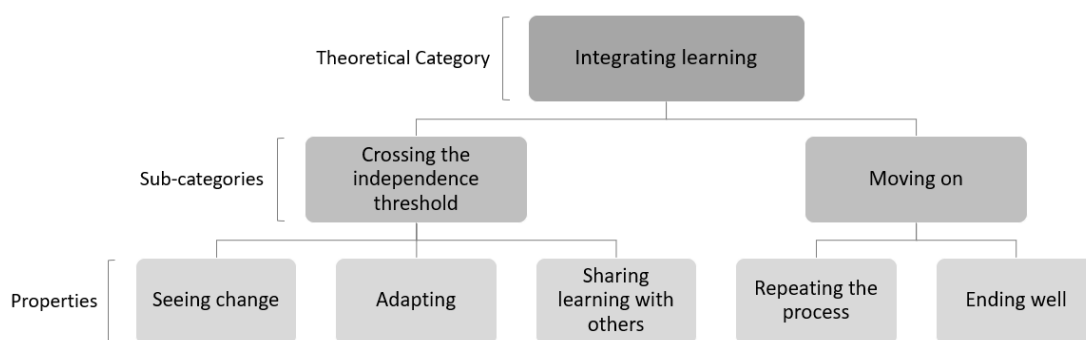 Theoretical Category
Integrating learning
Sub-categories
Crossing the
independence
threshold
Moving on
Properties
Seeing change
Adapting
Sharing
learning with
others
Repeating the
process
Ending well